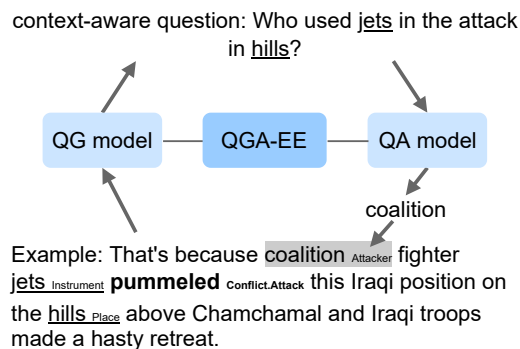 context-aware question: Who used jets in the attack
in hills?
QG model
QGA-EE
QA model
coalition
Example: That's because coalition Attacker fighter
jets Instrument pummeled Conflict.Attack this Iraqi position on
the hills Place above Chamchamal and Iraqi troops
made a hasty retreat.